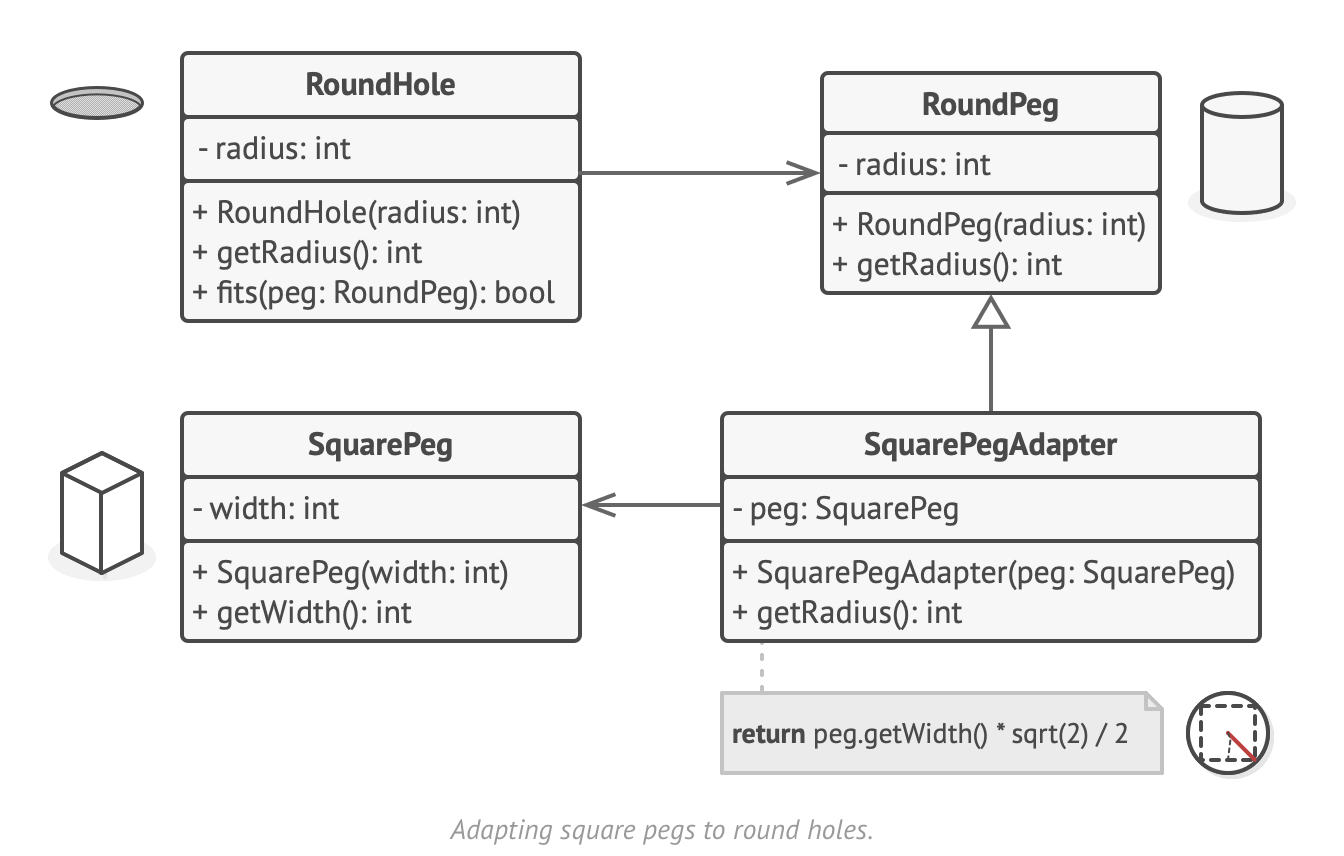 RoundHole
- radius: int
+ RoundHole(radius: int)
+ getRadius(): int
+ fits(peg: RoundPeg): bool
RoundPeg
- radius: int
+ RoundPeg(radius: int)
+ getRadius(): int
SquarePeg
- width: int
+ SquarePeg(width: int)
+ getWidth(): int
SquarePegAdapter
- peg: SquarePeg
+ SquarePegAdapter(peg: SquarePeg)
+ getRadius(): int
return peg.getWidth() * sqrt(2) / 2
Adapting square pegs to round holes.